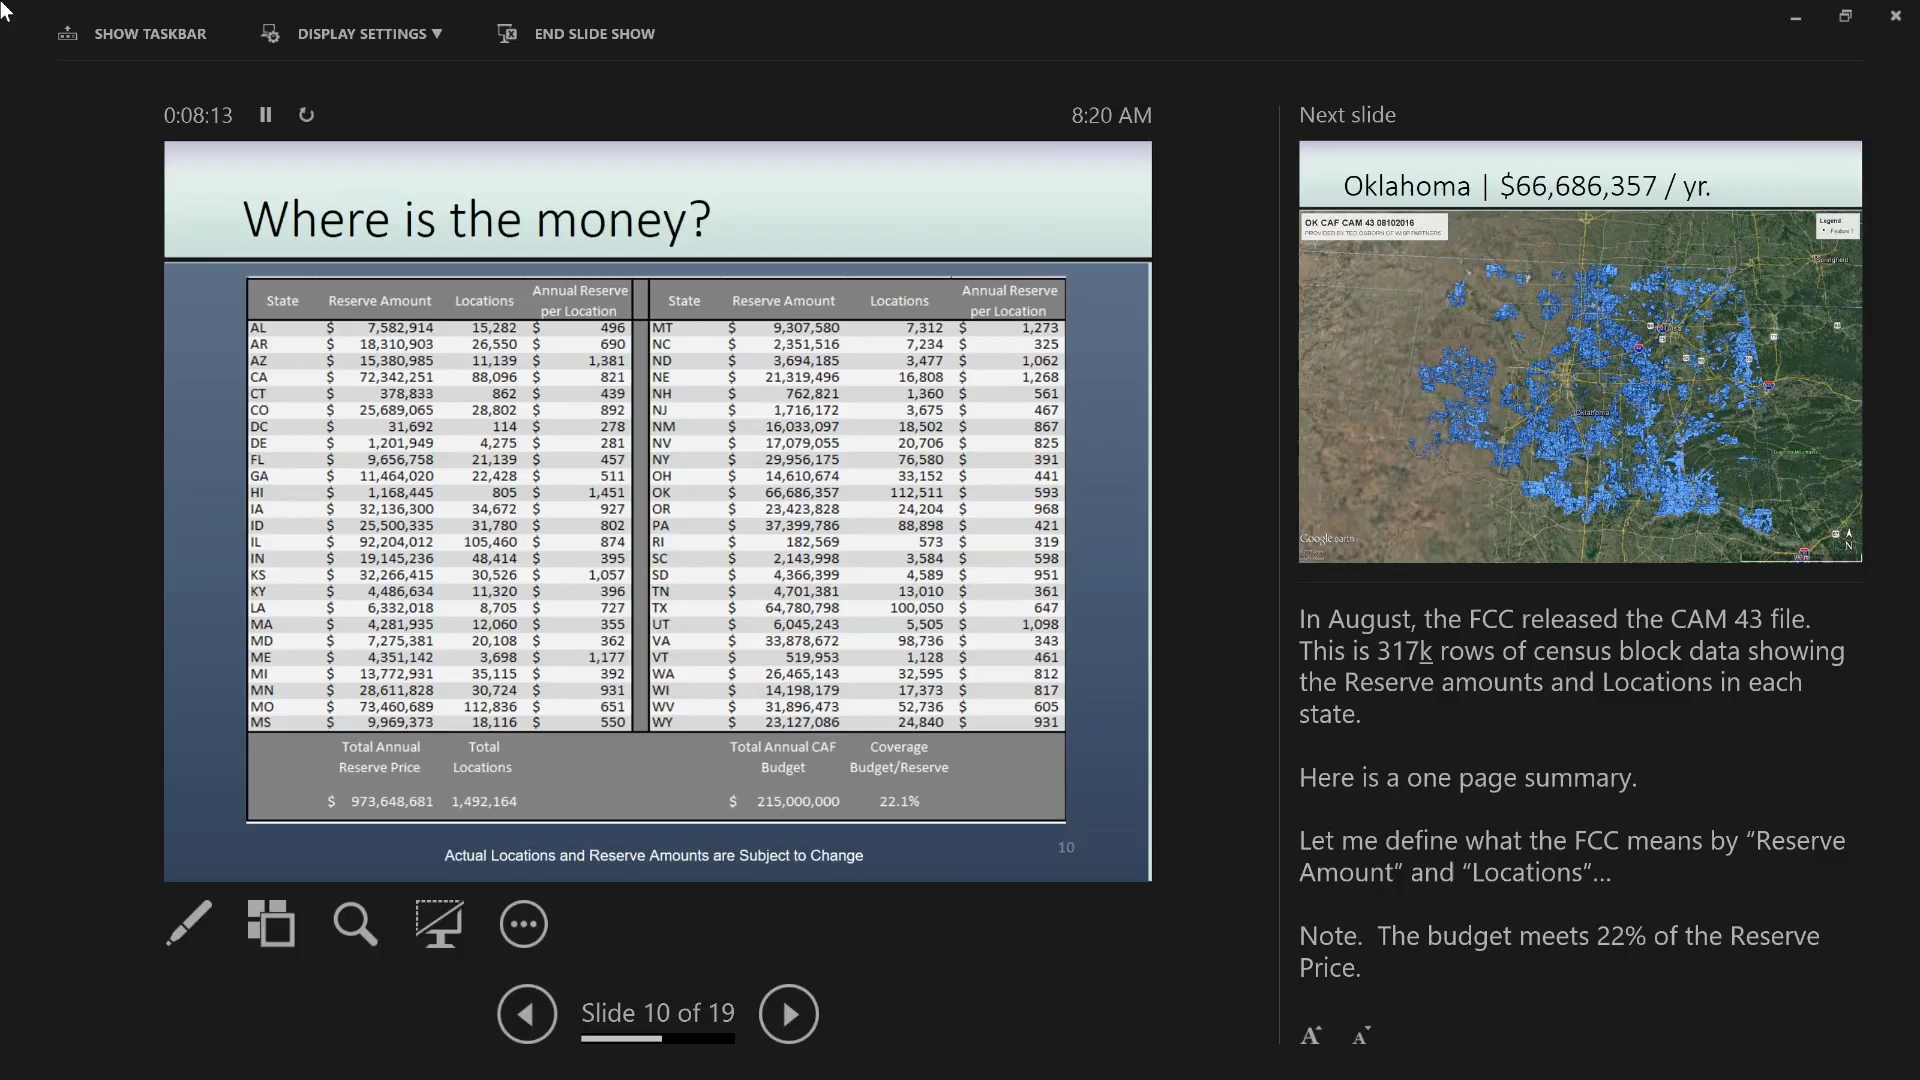 SHOW TASKBAR
DISPLAY SETTINGS ▼
END SLIDE SHOW
0:08:13
8:20 AM
Where is the money?
State Reserve Amount Locations Annual Reserve per Location State Reserve Amount Locations Annual Reserve per Location
AL $ 7,582,914 15,282 $ 496 MT $ 9,307,580 7,312 $ 1,273
AR $ 18,310,903 26,550 $ 690 NC $ 2,351,516 7,234 $ 325
AZ $ 15,380,985 11,139 $ 1,381 ND $ 3,694,185 3,477 $ 1,062
CA $ 72,342,251 88,096 $ 821 NE $ 21,319,496 16,808 $ 1,268
CT $ 378,833 862 $ 439 NH $ 762,821 1,360 $ 561
CO $ 25,689,065 28,802 $ 892 NJ $ 1,716,172 3,675 $ 467
DC $ 31,692 114 $ 278 NM $ 16,033,097 18,502 $ 867
DE $ 1,201,949 4,275 $ 281 NV $ 17,079,055 20,706 $ 825
FL $ 9,656,758 21,139 $ 457 NY $ 29,956,175 76,580 $ 391
GA $ 11,464,020 22,428 $ 511 OH $ 14,610,674 33,152 $ 441
HI $ 1,168,445 805 $ 1,451 OK $ 66,686,357 112,511 $ 593
IA $ 32,136,300 34,672 $ 927 OR $ 23,423,828 24,204 $ 968
ID $ 25,500,335 31,780 $ 802 PA $ 37,399,786 88,898 $ 421
IL $ 92,204,012 105,460 $ 874 RI $ 182,569 573 $ 319
IN $ 19,145,236 48,414 $ 395 SC $ 2,143,998 3,584 $ 598
KS $ 32,266,415 30,526 $ 1,057 SD $ 4,366,399 4,589 $ 951
KY $ 4,486,634 11,320 $ 396 TN $ 4,701,381 13,010 $ 361
LA $ 6,332,018 8,705 $ 727 TX $ 64,780,798 100,050 $ 647
MA $ 4,281,935 12,060 $ 355 UT $ 6,045,243 5,505 $ 1,098
MD $ 7,275,381 20,108 $ 362 VA $ 33,878,672 98,736 $ 343
ME $ 4,351,142 3,698 $ 1,177 VT $ 519,953 1,128 $ 461
MI $ 13,772,931 35,115 $ 392 WA $ 26,465,143 32,595 $ 812
MN $ 28,611,828 30,724 $ 931 WI $ 14,198,179 17,373 $ 817
MO $ 73,460,689 112,836 $ 651 WV $ 31,896,473 52,736 $ 605
MS $ 9,969,373 18,116 $ 550 WY $ 23,127,086 24,840 $ 931
Total Annual Total Total Annual CAF Coverage
Reserve Price Locations Budget Budget/Reserve
$ 973,648,681 1,492,164 $ 215,000,000 22.1%
Actual Locations and Reserve Amounts are Subject to Change
10
Slide 10 of 19
Next slide
Oklahoma | $66,686,357 / yr.
OK CAF CAM 43 08102016
PROVIDED BY TED OSBORN OF WISP PARTNERS
Legend
Feature 1
Springfield
Oklahoma
Google earth
N
In August, the FCC released the CAM 43 file.
This is 317k rows of census block data showing
the Reserve amounts and Locations in each
state.
Here is a one page summary.
Let me define what the FCC means by “Reserve
Amount” and “Locations”...
Note. The budget meets 22% of the Reserve
Price.
A A